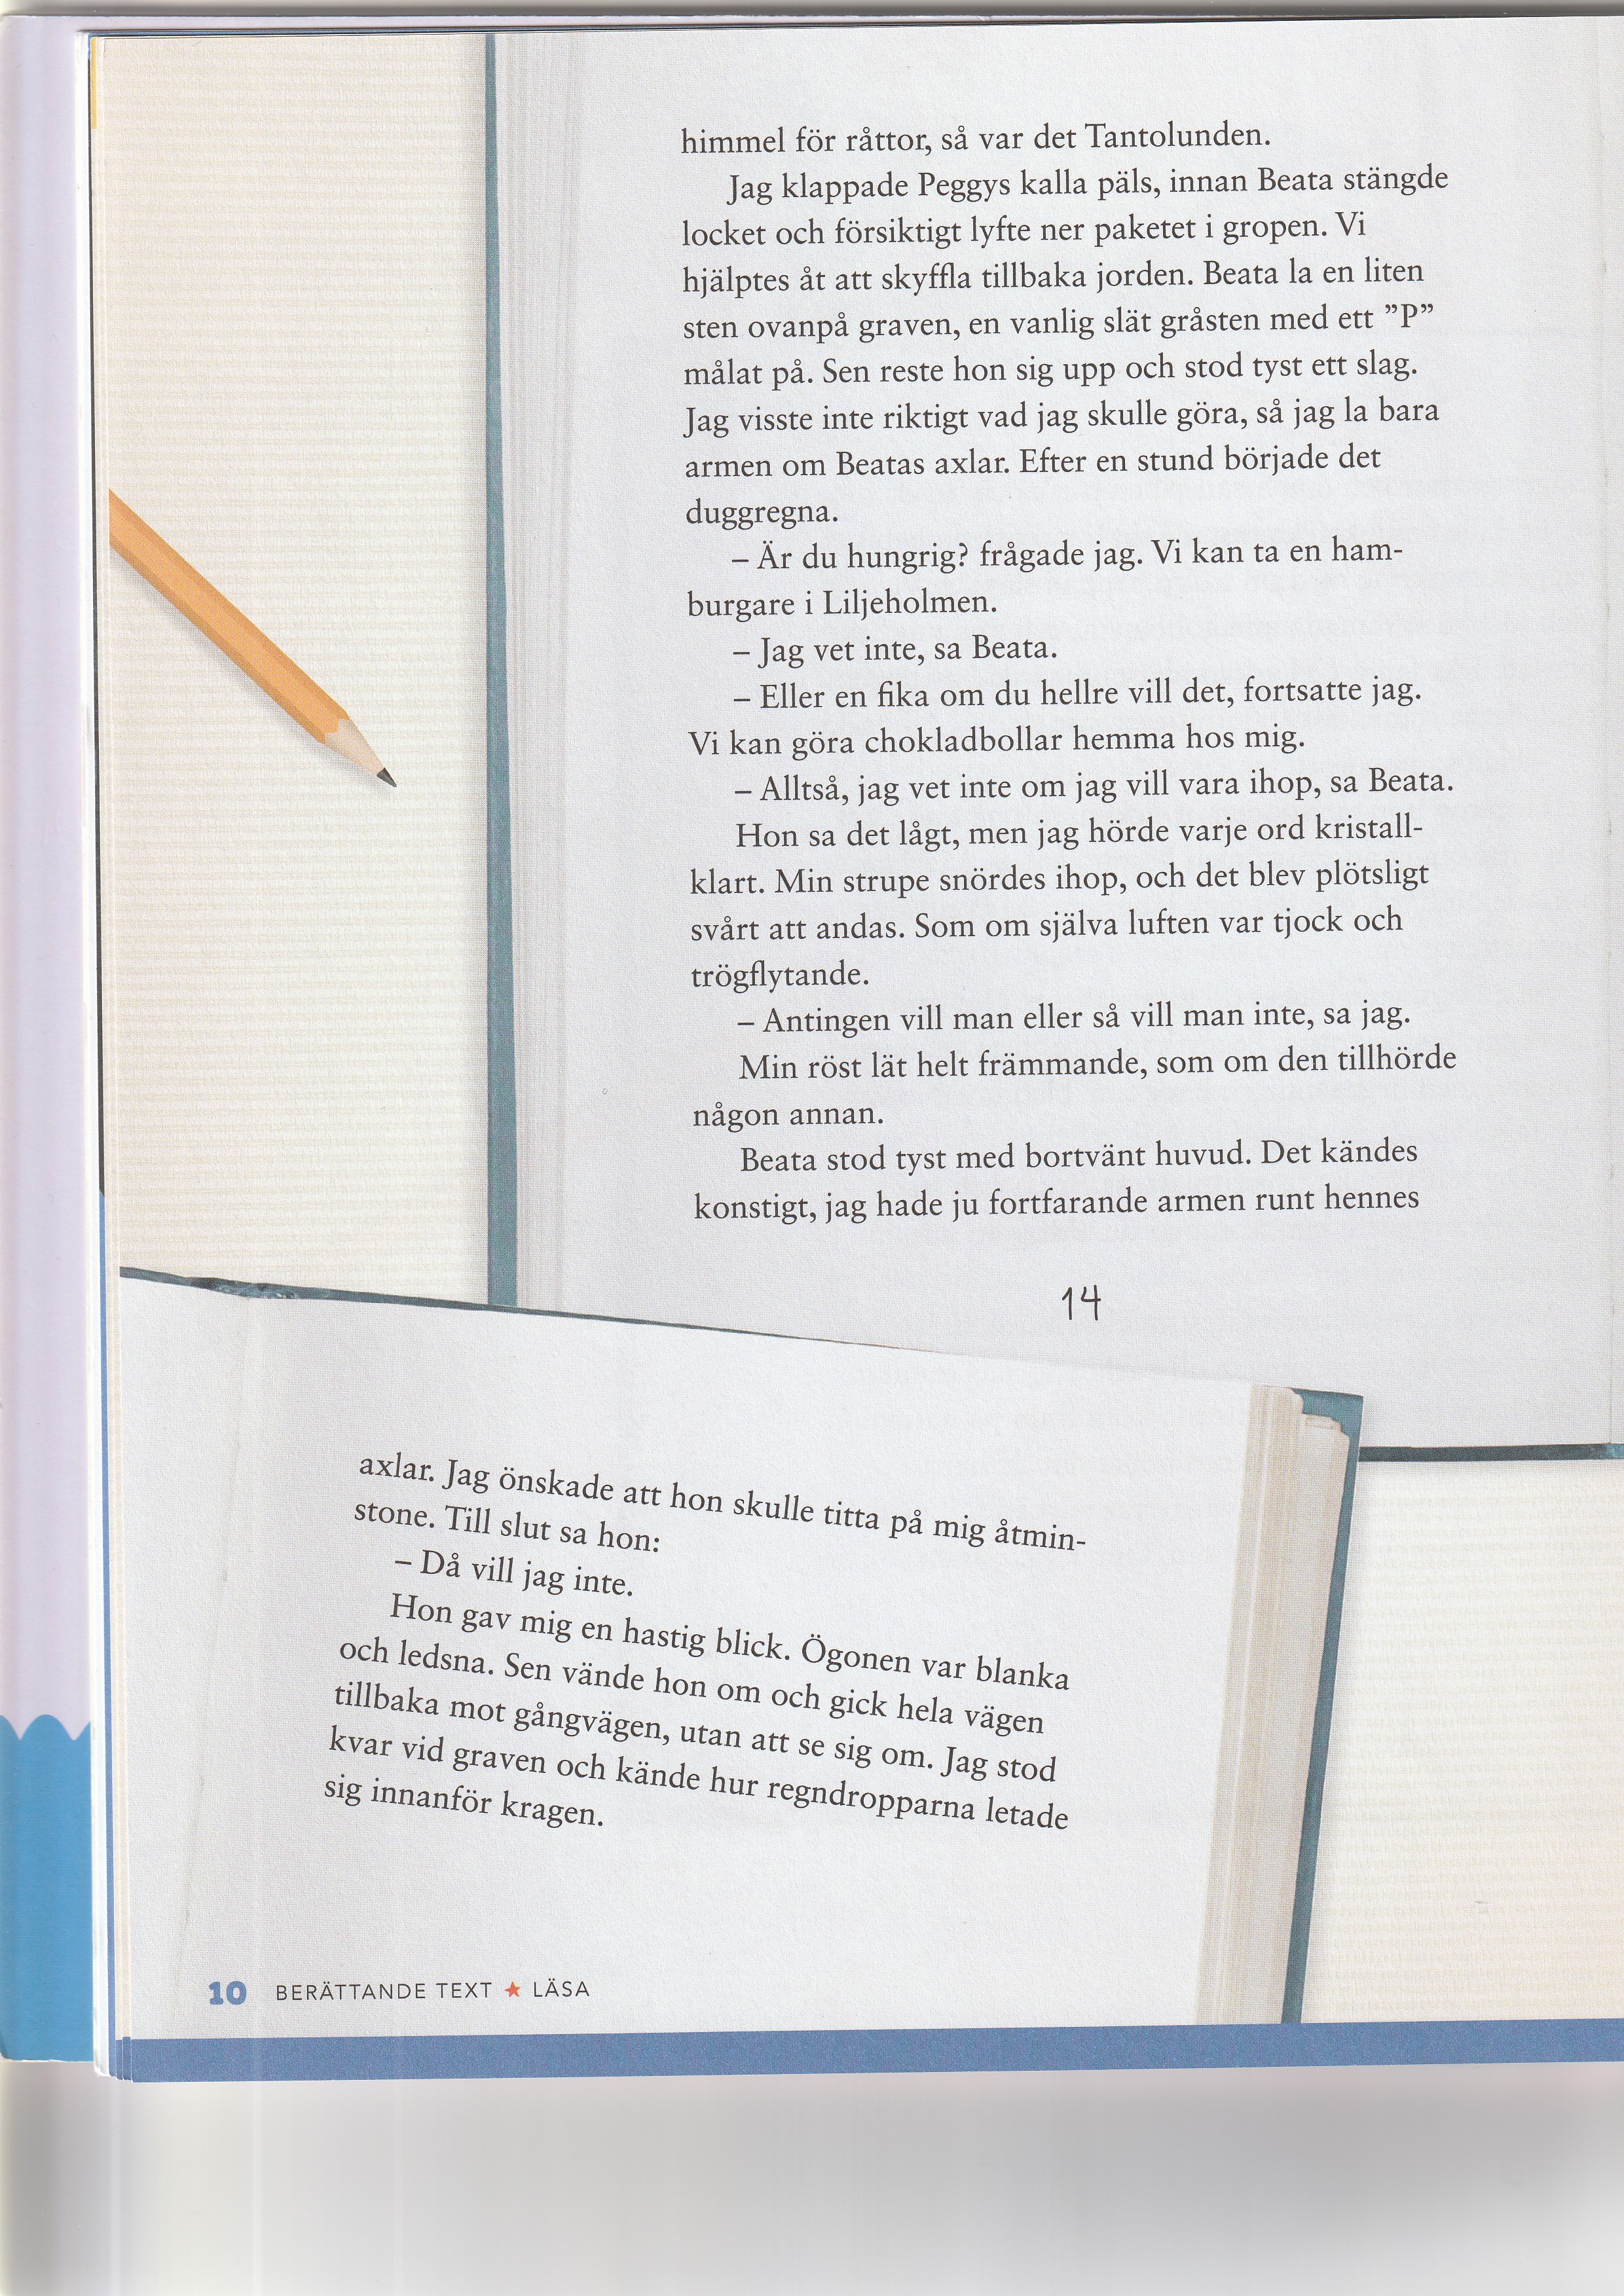 himmel för råttor, så var det Tantolunden.
Jag klappade Peggys kalla päls, innan Beata stängde
locket och försiktigt lyfte ner paketet i gropen. Vi
hjälptes åt att skyffla tillbaka jorden. Beata la en liten
sten ovanpå graven, en vanlig slät gråsten med ett ”P”
målat på. Sen reste hon sig upp och stod tyst ett slag.
Jag visste inte riktigt vad jag skulle göra, så jag la bara
armen om Beatas axlar. Efter en stund började det
duggregna.
– Är du hungrig? frågade jag. Vi kan ta en ham-
burgare i Liljeholmen.
– Jag vet inte, sa Beata.
– Eller en fika om du hellre vill det, fortsatte jag.
Vi kan göra chokladbollar hemma hos mig.
– Alltså, jag vet inte om jag vill vara ihop, sa Beata.
Hon sa det lågt, men jag hörde varje ord kristall-
klart. Min strupe snördes ihop, och det blev plötsligt
svårt att andas. Som om själva luften var tjock och
trögflytande.
– Antingen vill man eller så vill man inte, sa jag.
Min röst lät helt främmande, som om den tillhörde
någon annan.
Beata stod tyst med bortvänt huvud. Det kändes
konstigt, jag hade ju fortfarande armen runt hennes
14
axlar. Jag önskade att hon skulle titta på mig åtmin-
stone. Till slut sa hon:
– Då vill jag inte.
Hon gav mig en hastig blick. Ögonen var blanka
och ledsna. Sen vände hon om och gick hela vägen
tillbaka mot gångvägen, utan att se sig om. Jag stod
kvar vid graven och kände hur regndropparna letade
sig innanför kragen.
10 BERÄTTANDE TEXT ★ LÄSA